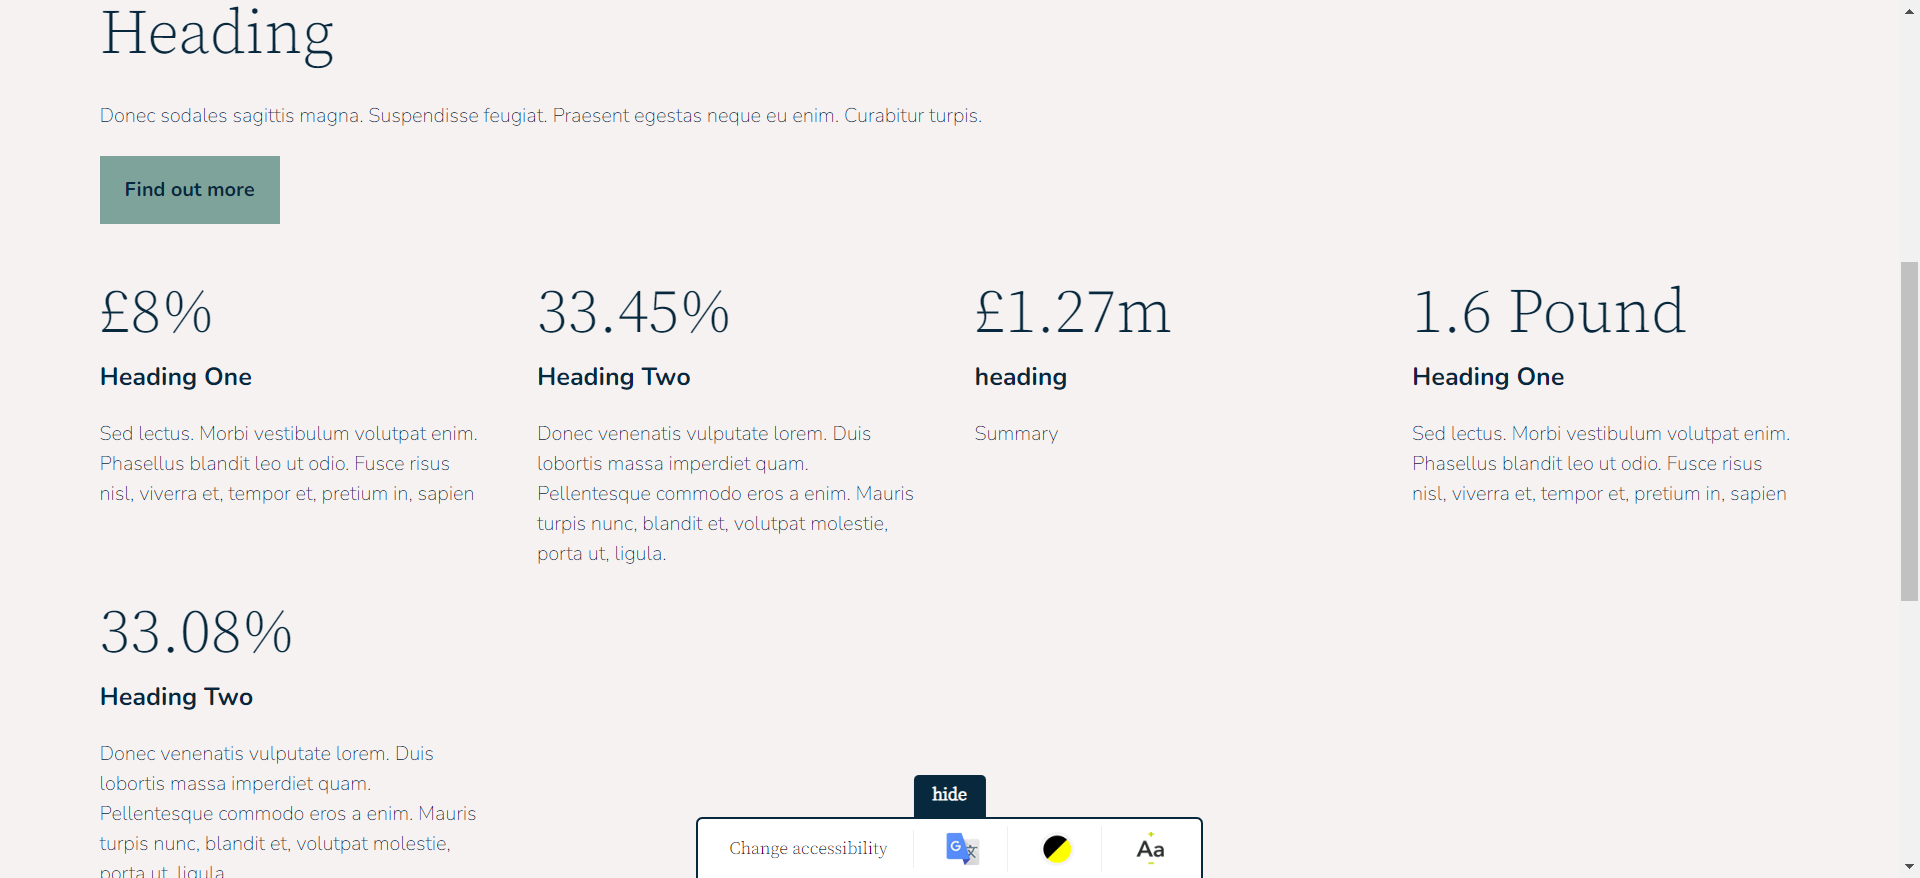 Heading
Donec sodales sagittis magna. Suspendisse feugiat. Praesent egestas neque eu enim. Curabitur turpis.
Find out more
£8%
Heading One
Sed lectus. Morbi vestibulum volutpat enim.
Phasellus blandit leo ut odio. Fusce risus
nisl, viverra et, tempor et, pretium in, sapien
33.45%
Heading Two
Donec venenatis vulputate lorem. Duis
lobortis massa imperdiet quam.
Pellentesque commodo eros a enim. Mauris
turpis nunc, blandit et, volutpat molestie,
porta ut, ligula.
£1.27m
heading
Summary
1.6 Pound
Heading One
Sed lectus. Morbi vestibulum volutpat enim.
Phasellus blandit leo ut odio. Fusce risus
nisl, viverra et, tempor et, pretium in, sapien
33.08%
Heading Two
Donec venenatis vulputate lorem. Duis
lobortis massa imperdiet quam.
Pellentesque commodo eros a enim. Mauris
turpis nunc, blandit et, volutpat molestie,
porta ut, ligula.
hide
Change accessibility
G 文
Aa